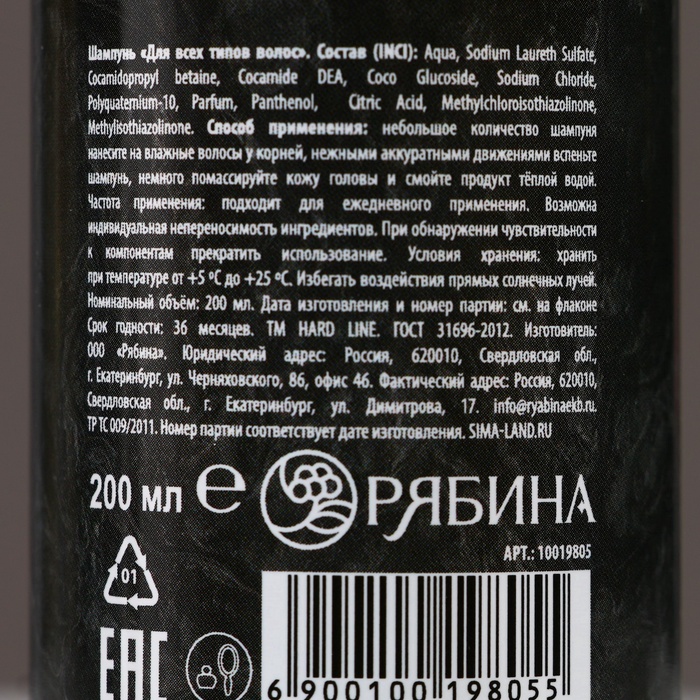 Шампунь «Для всех типов волос». Состав (INCI): Aqua, Sodium Laureth Sulfate,
Cocamidopropyl betaine, Cocamide DEA, Coco Glucoside, Sodium Chloride,
Polyquaternium-10, Parfum, Panthenol, Citric Acid, Methylchloroisothiazolinone,
Methylisothiazolinone. Способ применения: небольшое количество шампуня
нанесите на влажные волосы у корней, нежными аккуратными движениями вспеньте
шампунь, немного помассируйте кожу головы и смойте продукт тёплой водой.
Частота применения: подходит для ежедневного применения. Возможна
индивидуальная непереносимость ингредиентов. При обнаружении чувствительности
к компонентам прекратить использование. Условия хранения: хранить
при температуре от +5 ºС до +25 ºС. Избегать воздействия прямых солнечных лучей.
Номинальный объём: 200 мл. Дата изготовления и номер партии: см. на флаконе
Срок годности: 36 месяцев. ТМ HARD LINE. ГОСТ 31696-2012. Изготовитель:
ООО «Рябина». Юридический адрес: Россия, 620010, Свердловская обл.,
г. Екатеринбург, ул. Черняховского, 86, офис 46. Фактический адрес: Россия, 620010,
Свердловская обл., г. Екатеринбург, ул. Димитрова, 17. info@ryabinaekb.ru.
ТР ТС 009/2011. Номер партии соответствует дате изготовления. SIMA-LAND.RU
200 мл ℮ РЯБИНА
АРТ.: 10019805
01
EAC
6 900100 198055